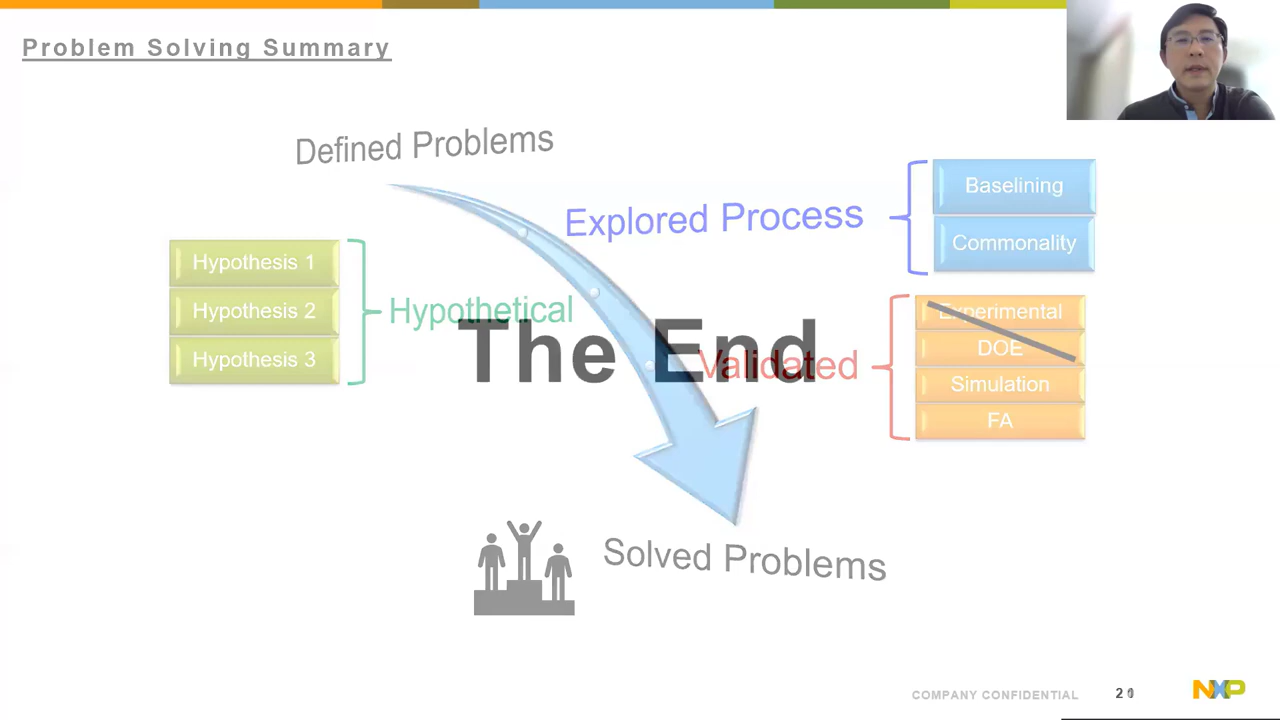 Problem Solving Summary
Defined Problems
Explored Process
Baselining
Commonality
Hypothesis 1
Hypothesis 2
Hypothesis 3
Hypothetical
The End
Validated
Experimental
DOE
Simulation
FA
Solved Problems
COMPANY CONFIDENTIAL
NXP